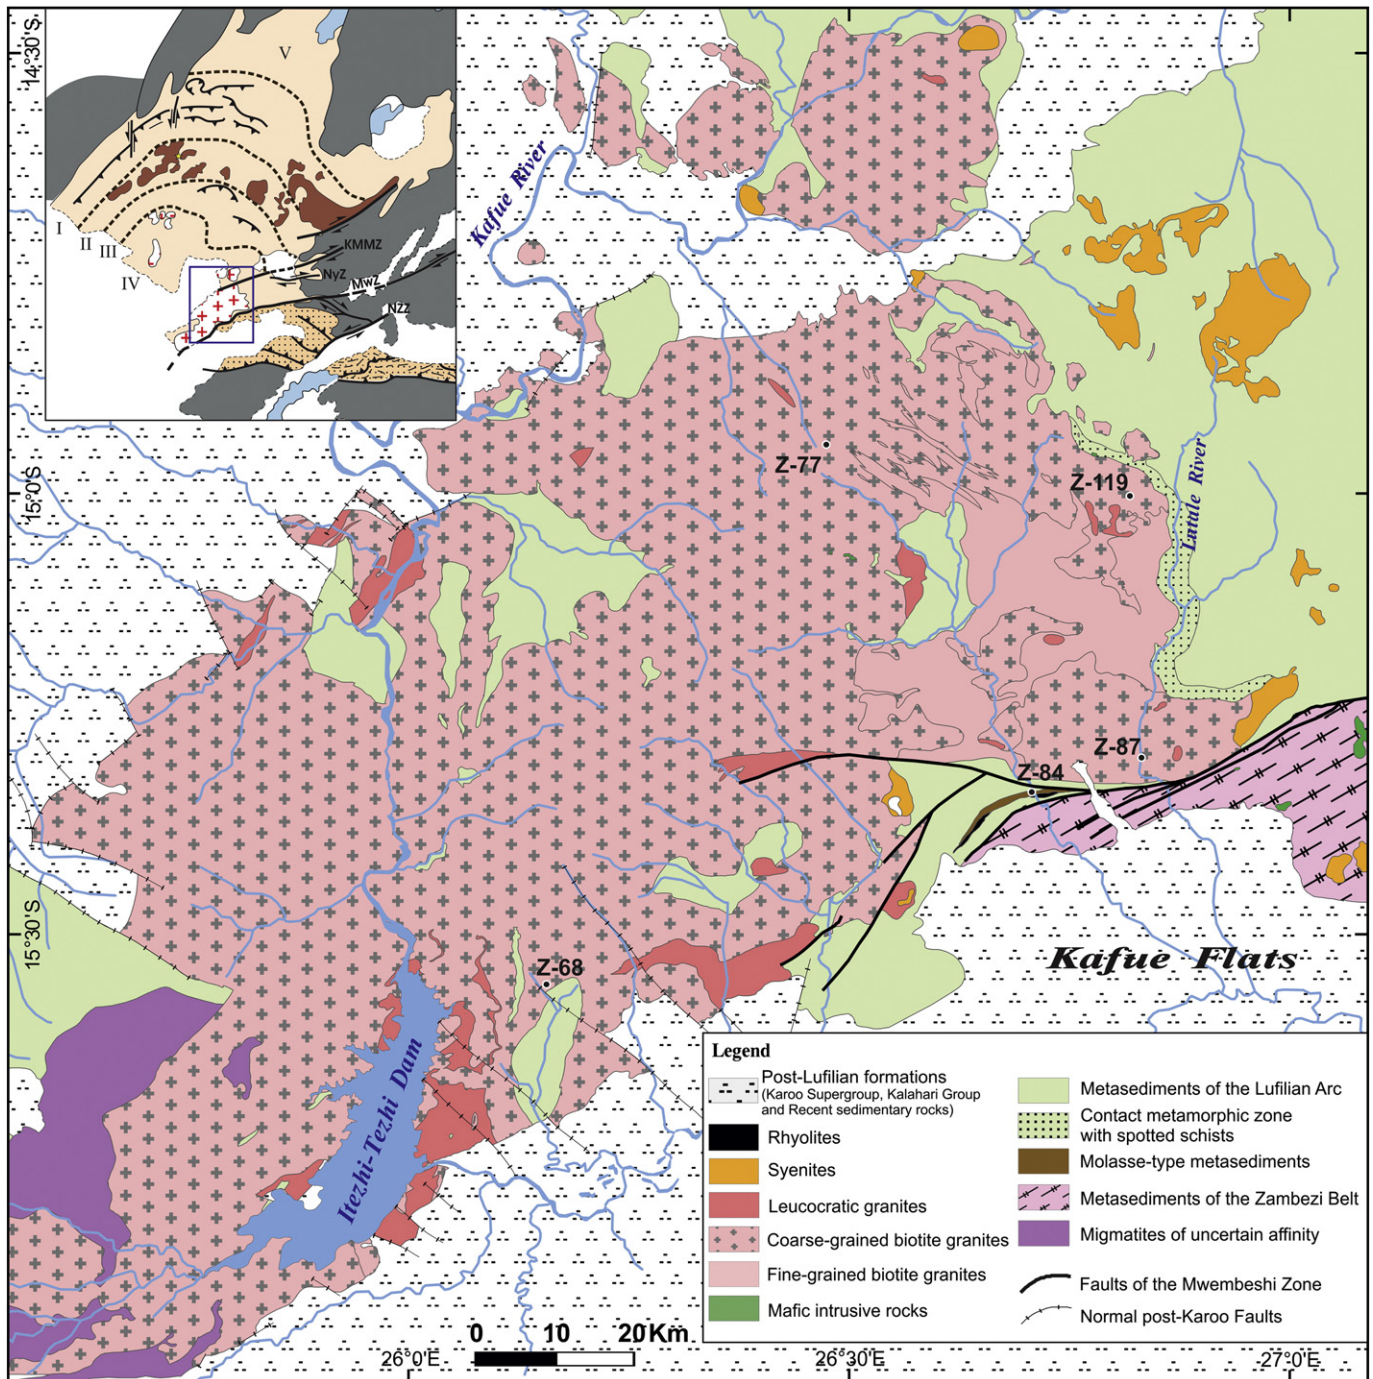 14°30'S
15°0'S
15°30'S
V
I
II
III
IV
KMMZ
NyZ
MwZ
NZZ
Kafue River
Z-77
Z-119
Lutale River
Z-87
Z-84
Z-68
Kafue Flats
Itezhi-Tezhi Dam
Legend
Post-Lufilian formations
(Karoo Supergroup, Kalahari Group
and Recent sedimentary rocks)
Rhyolites
Syenites
Leucocratic granites
Coarse-grained biotite granites
Fine-grained biotite granites
Mafic intrusive rocks
Metasediments of the Lufilian Arc
Contact metamorphic zone
with spotted schists
Molasse-type metasediments
Metasediments of the Zambezi Belt
Migmatites of uncertain affinity
Faults of the Mwembeshi Zone
Normal post-Karoo Faults
0 10 20 Km
26°0'E
26°30'E
27°0'E